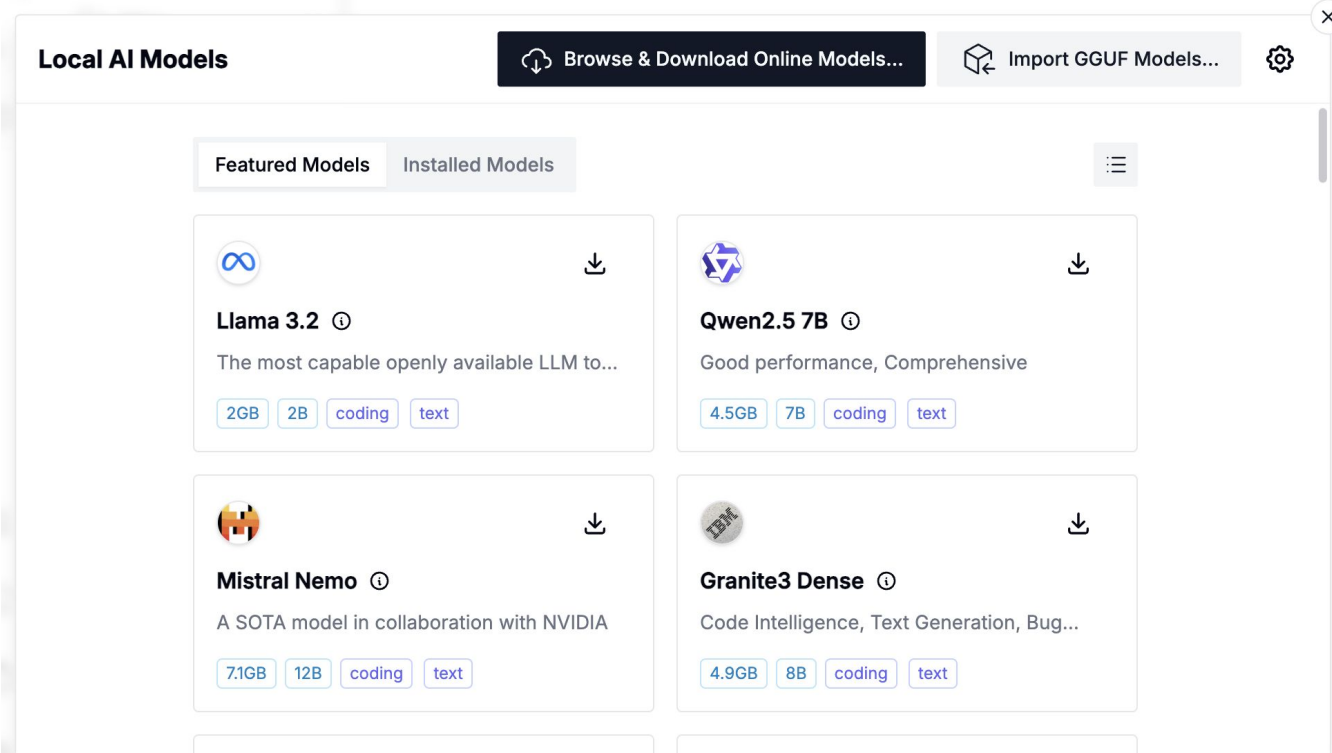 Local AI Models
Browse & Download Online Models...
Import GGUF Models...
Featured Models
Installed Models
Llama 3.2
The most capable openly available LLM to...
2GB 2B coding text
Qwen2.5 7B
Good performance, Comprehensive
4.5GB 7B coding text
Mistral Nemo
A SOTA model in collaboration with NVIDIA
7.1GB 12B coding text
IBM
Granite3 Dense
Code Intelligence, Text Generation, Bug...
4.9GB 8B coding text